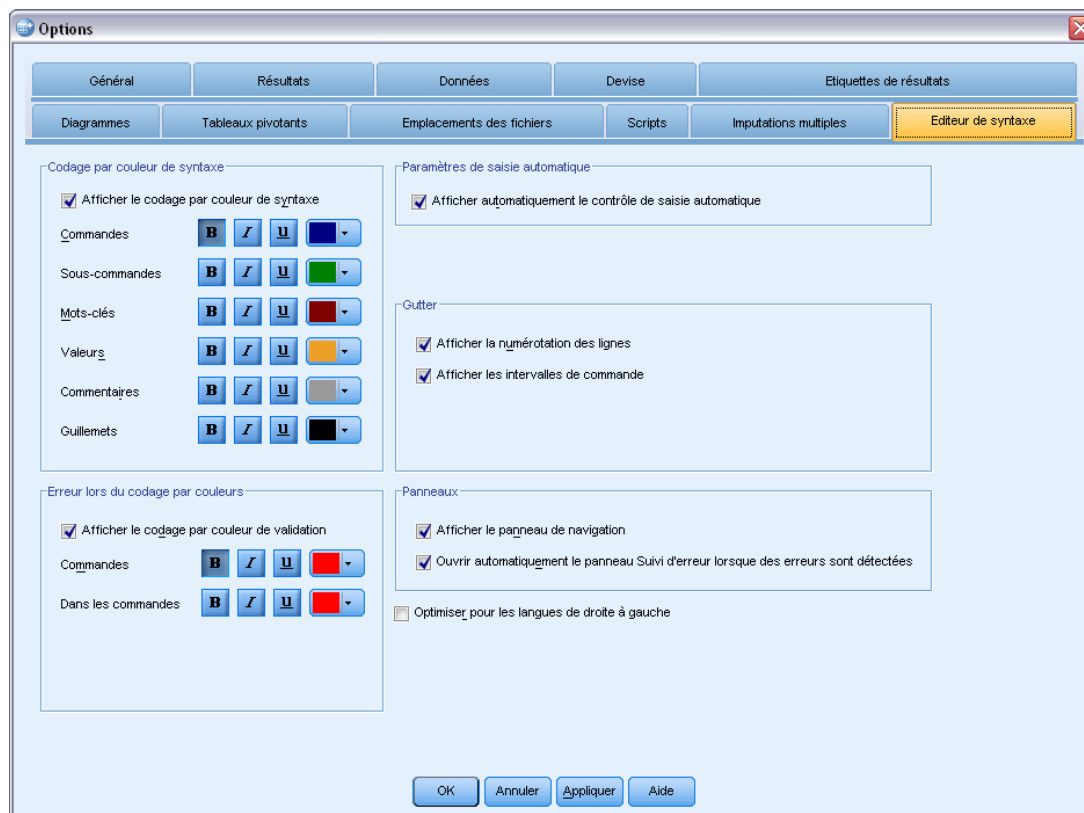 Options
Général Résultats Données Devise Etiquettes de résultats
Diagrammes Tableaux pivotants Emplacements des fichiers Scripts Imputations multiples Editeur de syntaxe
Codage par couleur de syntaxe
Afficher le codage par couleur de syntaxe
Commandes B I U
Sous-commandes B I U
Mots-clés B I U
Valeurs B I U
Commentaires B I U
Guillemets B I U
Erreur lors du codage par couleurs
Afficher le codage par couleur de validation
Commandes B I U
Dans les commandes B I U
Paramètres de saisie automatique
Afficher automatiquement le contrôle de saisie automatique
Gutter
Afficher la numérotation des lignes
Afficher les intervalles de commande
Panneaux
Afficher le panneau de navigation
Ouvrir automatiquement le panneau Suivi d'erreur lorsque des erreurs sont détectées
Optimiser pour les langues de droite à gauche
OK Annuler Appliquer Aide